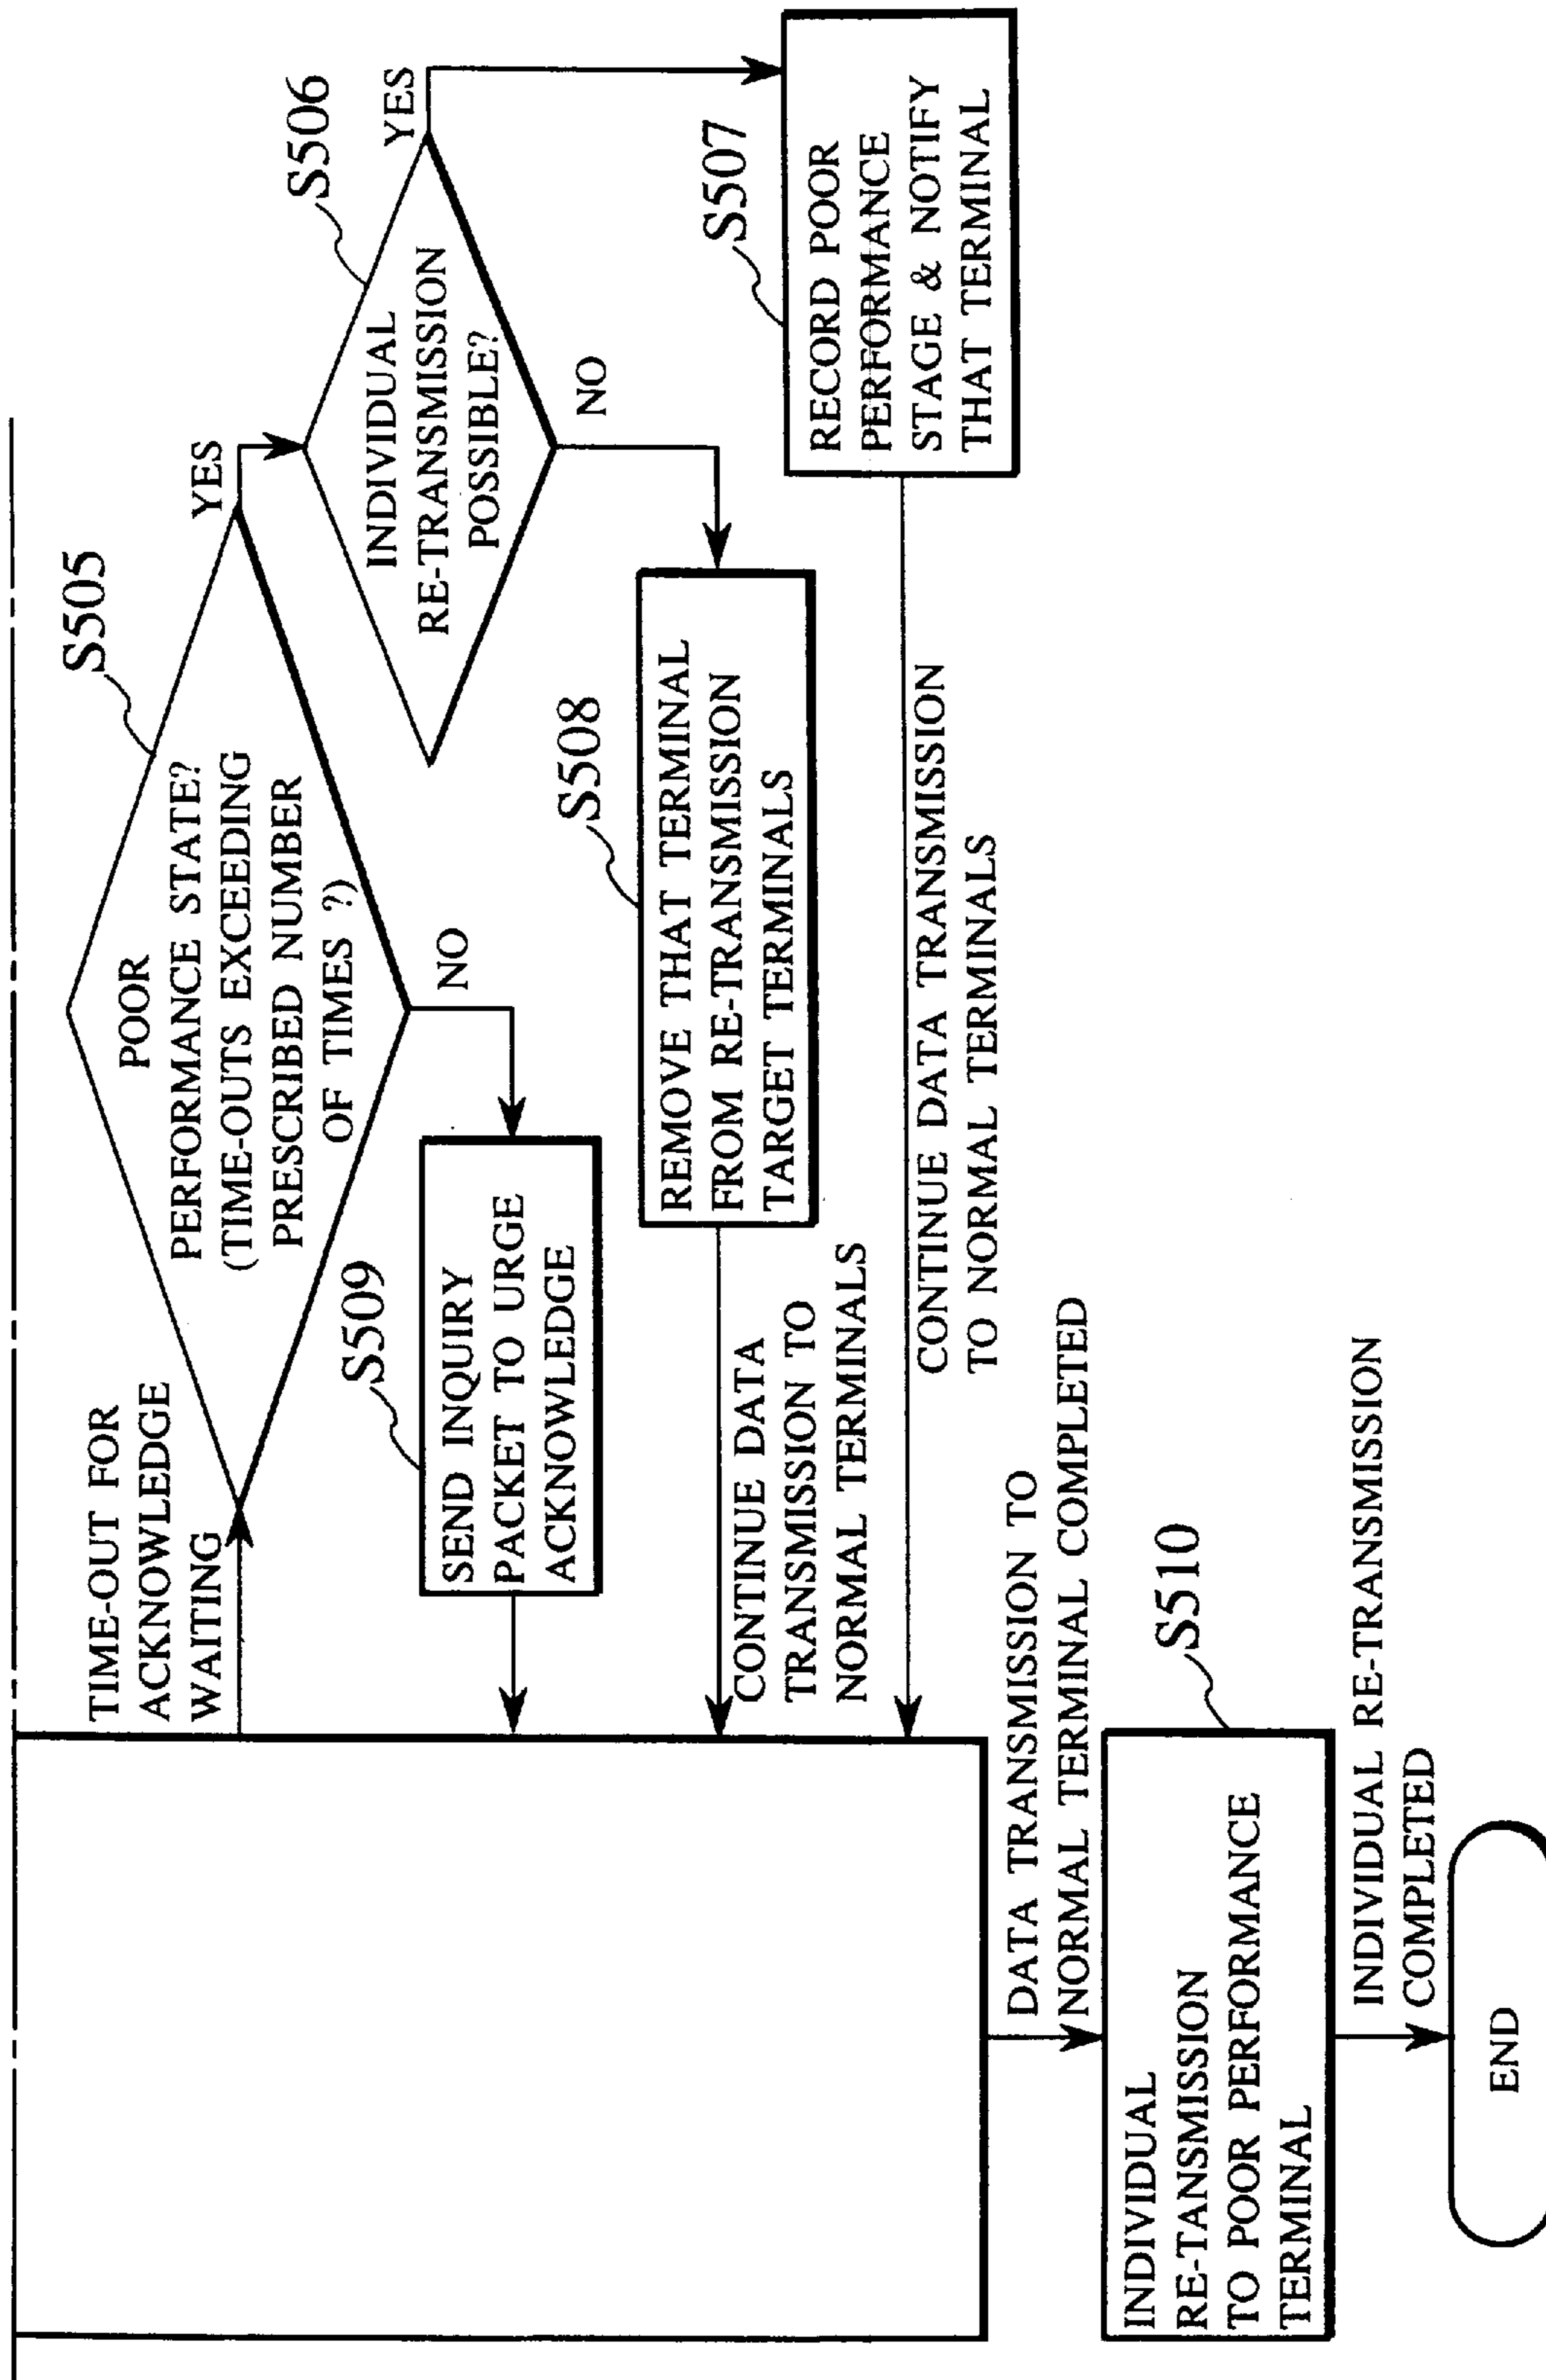 TIME-OUT FOR
ACKNOWLEDGE
WAITING
S505
POOR
PERFORMANCE STATE?
(TIME-OUTS EXCEEDING
PRESCRIBED NUMBER
OF TIMES ?)
YES
NO
S506
INDIVIDUAL
RE-TRANSMISSION
POSSIBLE?
YES
NO
S509
SEND INQUIRY
PACKET TO URGE
ACKNOWLEDGE
S508
REMOVE THAT TERMINAL
FROM RE-TRANSMISSION
TARGET TERMINALS
S507
RECORD POOR
PERFORMANCE
STAGE & NOTIFY
THAT TERMINAL
CONTINUE DATA
TRANSMISSION TO
NORMAL TERMINALS
CONTINUE DATA TRANSMISSION
TO NORMAL TERMINALS
DATA TRANSMISSION TO
NORMAL TERMINAL COMPLETED
S510
INDIVIDUAL
RE-TANSMISSION
TO POOR PERFORMANCE
TERMINAL
INDIVIDUAL RE-TRANSMISSION
COMPLETED
END